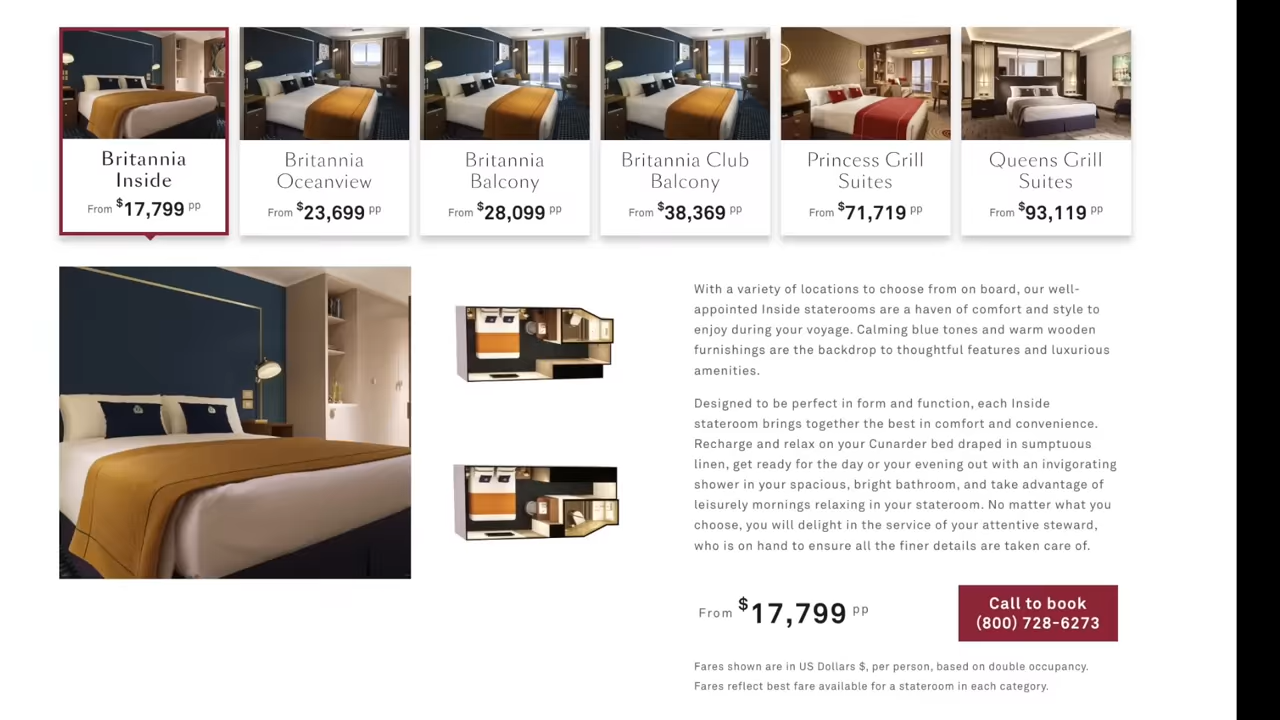 Britannia
Inside
From $17,799 pp
Britannia
Oceanview
From $23,699 pp
Britannia
Balcony
From $28,099 pp
Britannia Club
Balcony
From $38,369 pp
Princess Grill
Suites
From $71,719 pp
Queens Grill
Suites
From $93,119 pp
With a variety of locations to choose from on board, our well-
appointed Inside staterooms are a haven of comfort and style to
enjoy during your voyage. Calming blue tones and warm wooden
furnishings are the backdrop to thoughtful features and luxurious
amenities.
Designed to be perfect in form and function, each Inside
stateroom brings together the best in comfort and convenience.
Recharge and relax on your Cunarder bed draped in sumptuous
linen, get ready for the day or your evening out with an invigorating
shower in your spacious, bright bathroom, and take advantage of
leisurely mornings relaxing in your stateroom. No matter what you
choose, you will delight in the service of your attentive steward,
who is on hand to ensure all the finer details are taken care of.
From $17,799 pp
Call to book
(800) 728-6273
Fares shown are in US Dollars $, per person, based on double occupancy.
Fares reflect best fare available for a stateroom in each category.